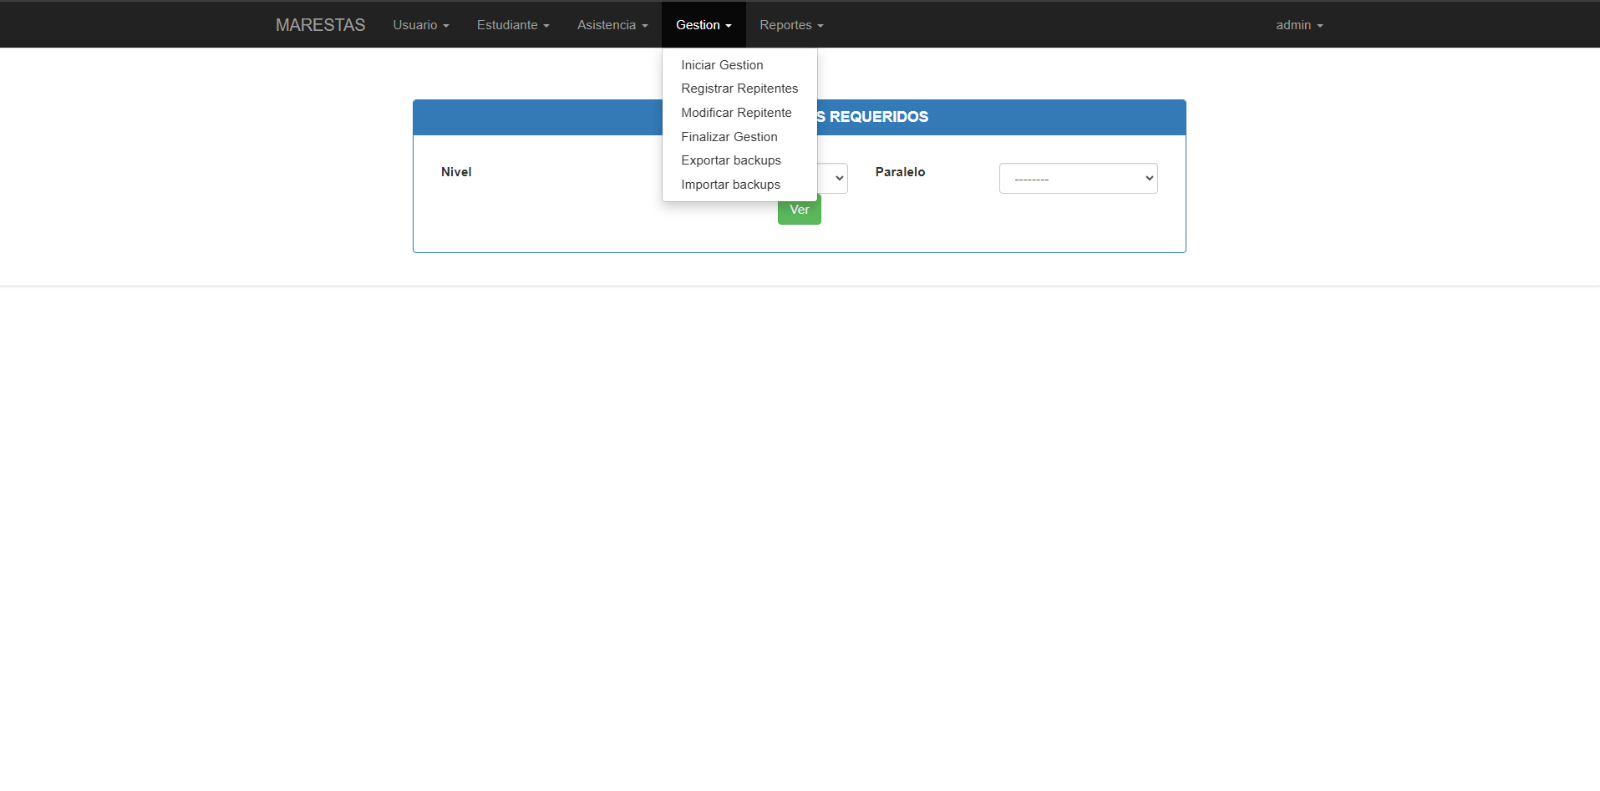 MARESTAS Usuario Estudiante Asistencia Gestion Reportes admin
Iniciar Gestion
Registrar Repitentes
Modificar Repitente
Finalizar Gestion
Exportar backups
Importar backups
REQUERIDOS
Nivel
Paralelo
--------
Ver